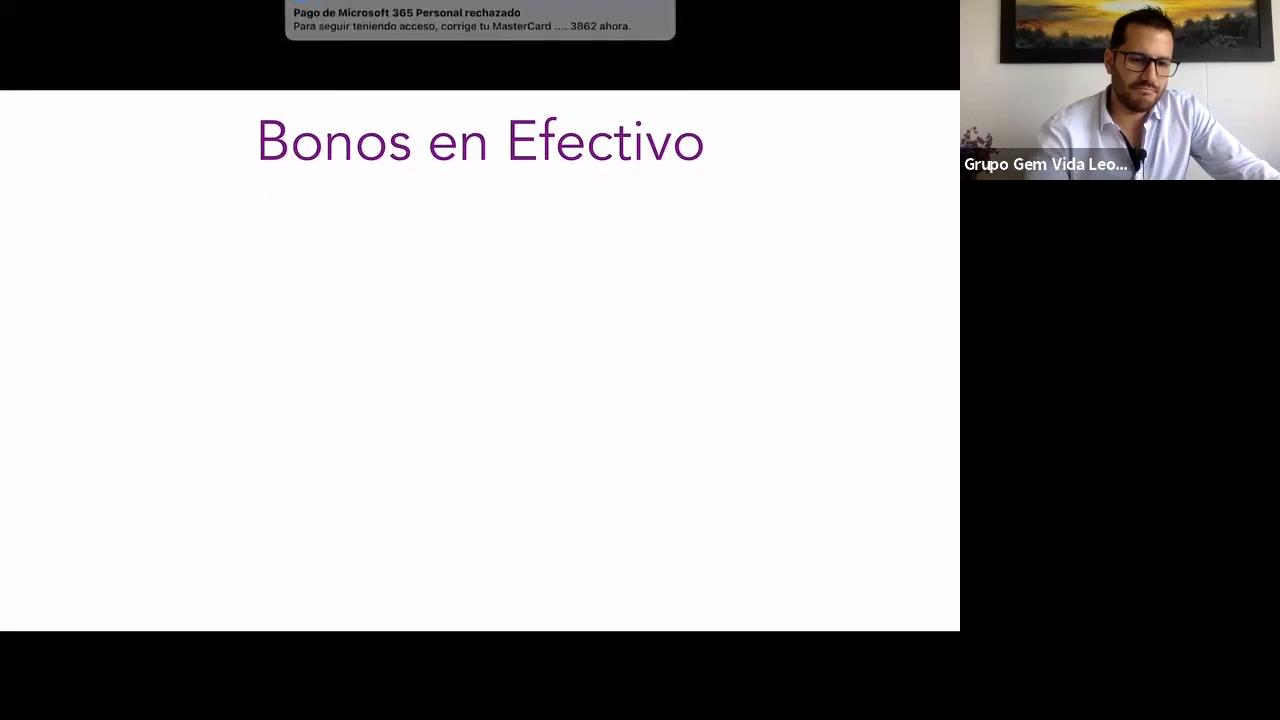 Pago de Microsoft 365 Personal rechazado
Para seguir teniendo acceso, corrige tu MasterCard .... 3862 ahora.
Bonos en Efectivo
Grupo Gem Vida Leo...